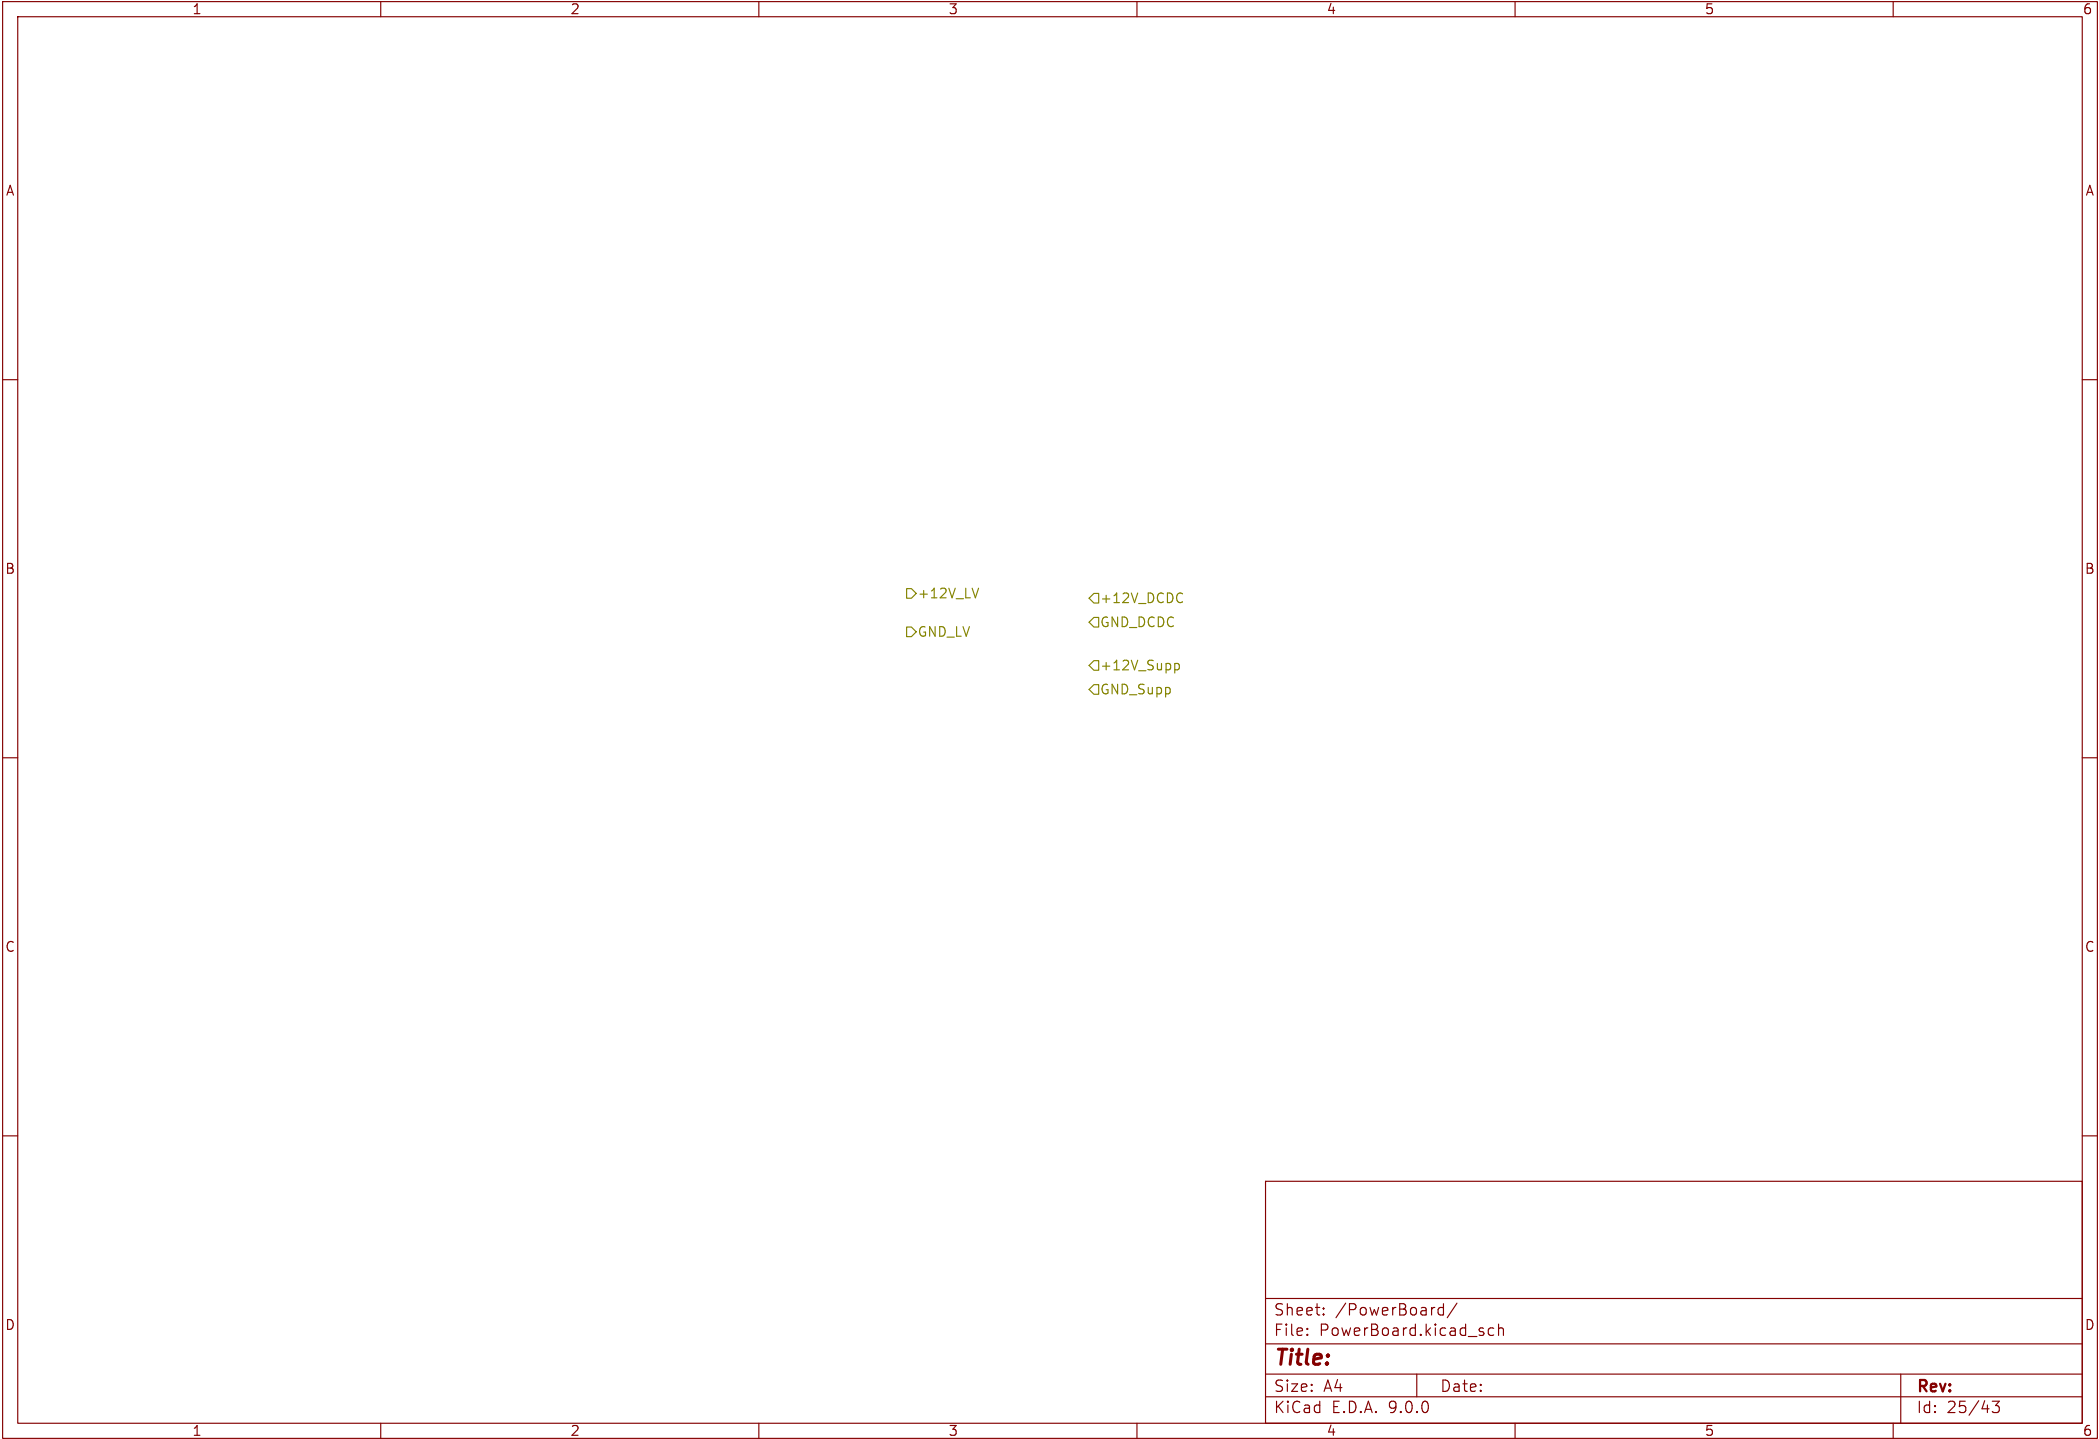 1 2 3 4 5 6
A A
B B
+12V_LV
+12V_DCDC
GND_DCDC
GND_LV
+12V_Supp
GND_Supp
C C
Sheet: /PowerBoard/
File: PowerBoard.kicad_sch
D D
Title:
Size: A4 Date: Rev:
KiCad E.D.A. 9.0.0 Id: 25/43
1 2 3 4 5 6